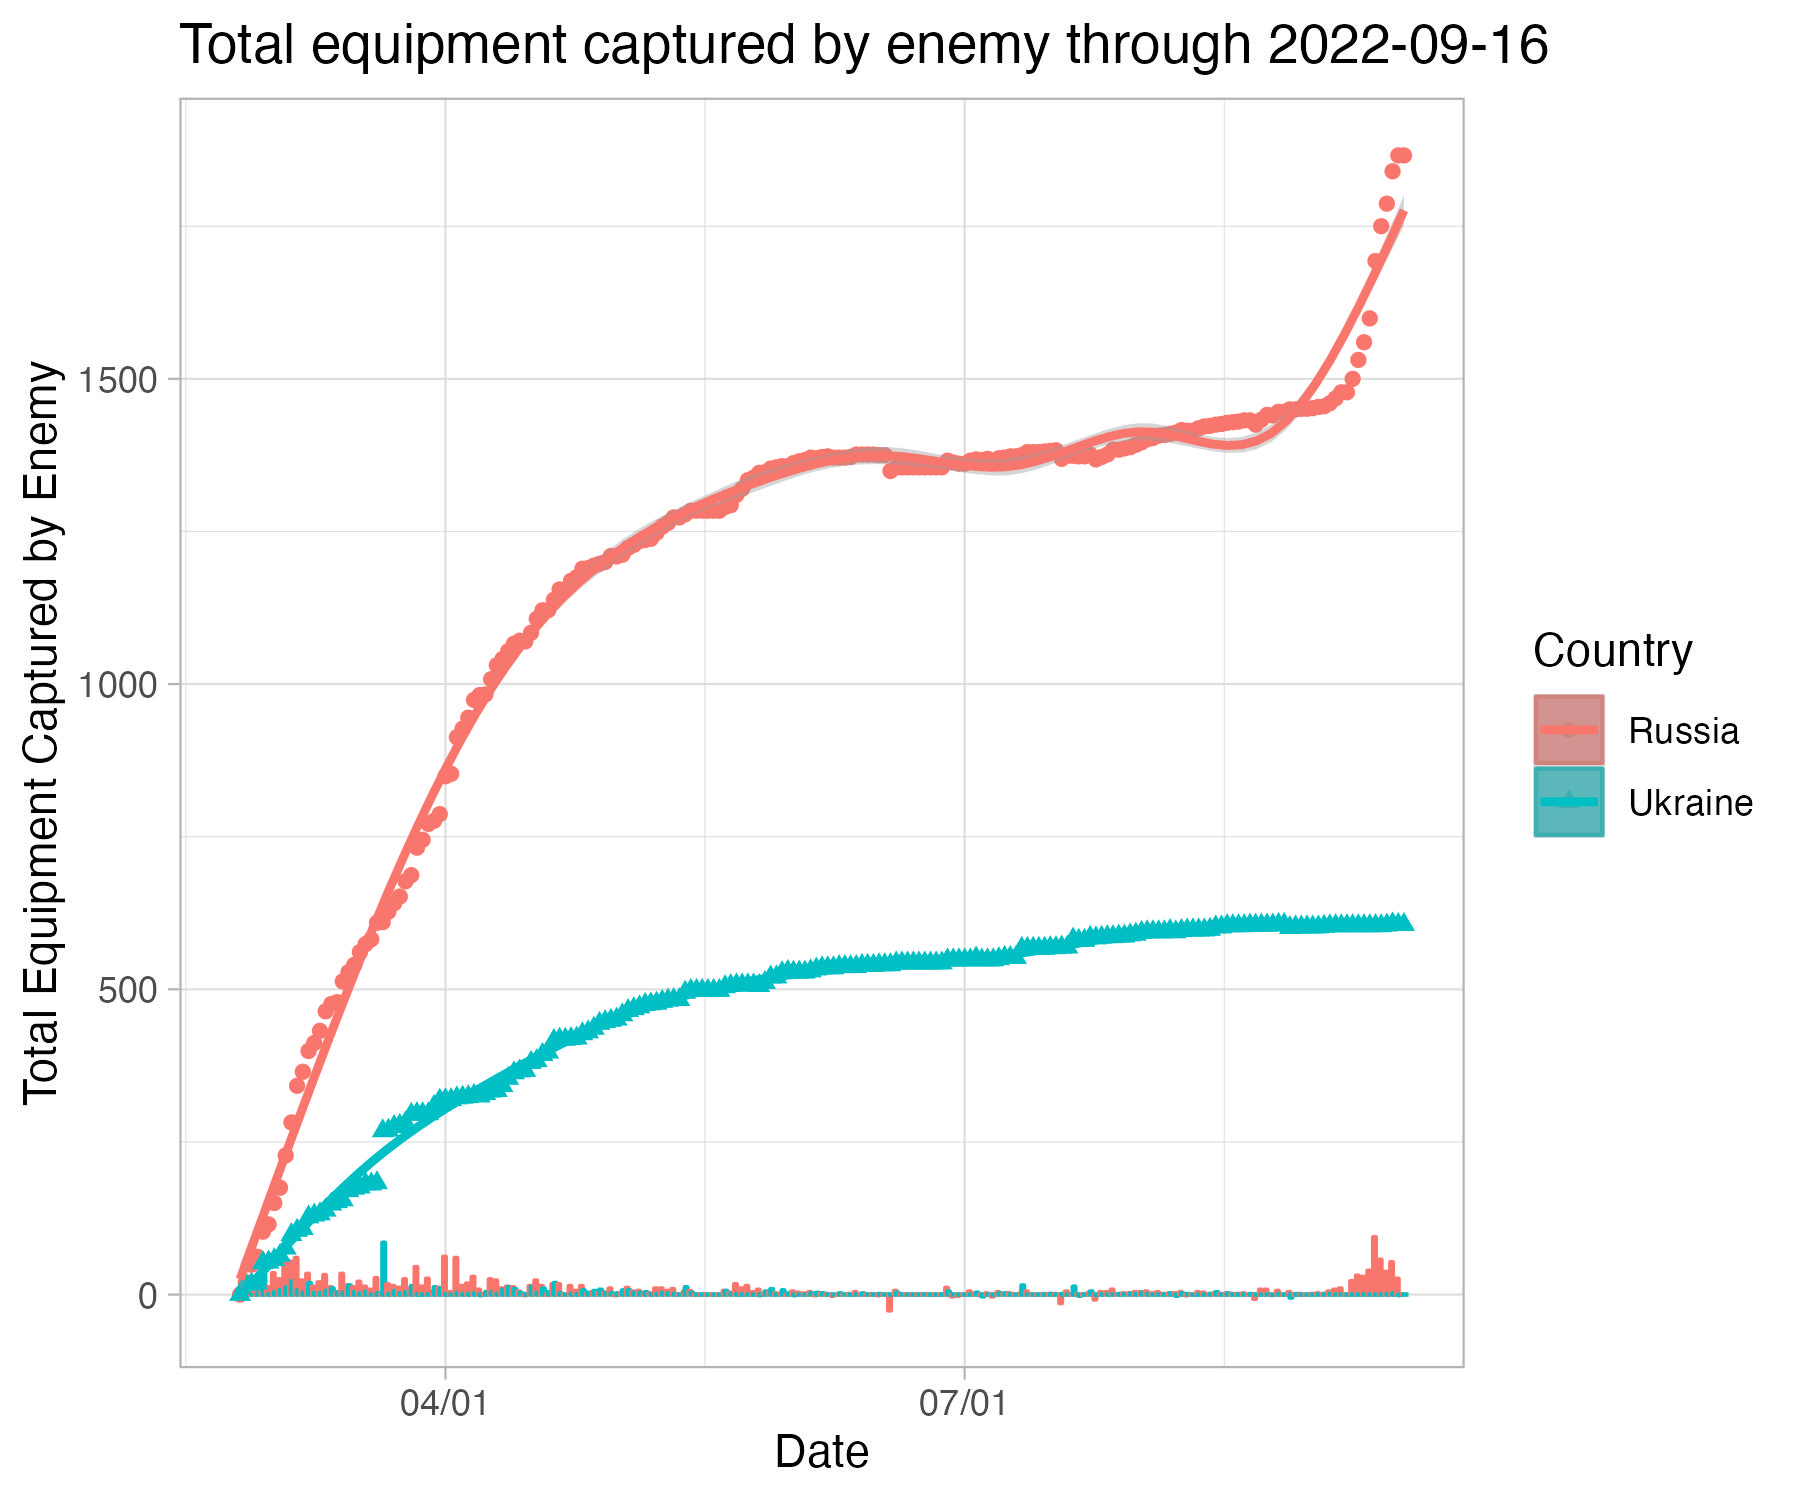 Total equipment captured by enemy through 2022-09-16
Total Equipment Captured by Enemy
1500
1000
500
0
04/01
07/01
Date
Country
Russia
Ukraine